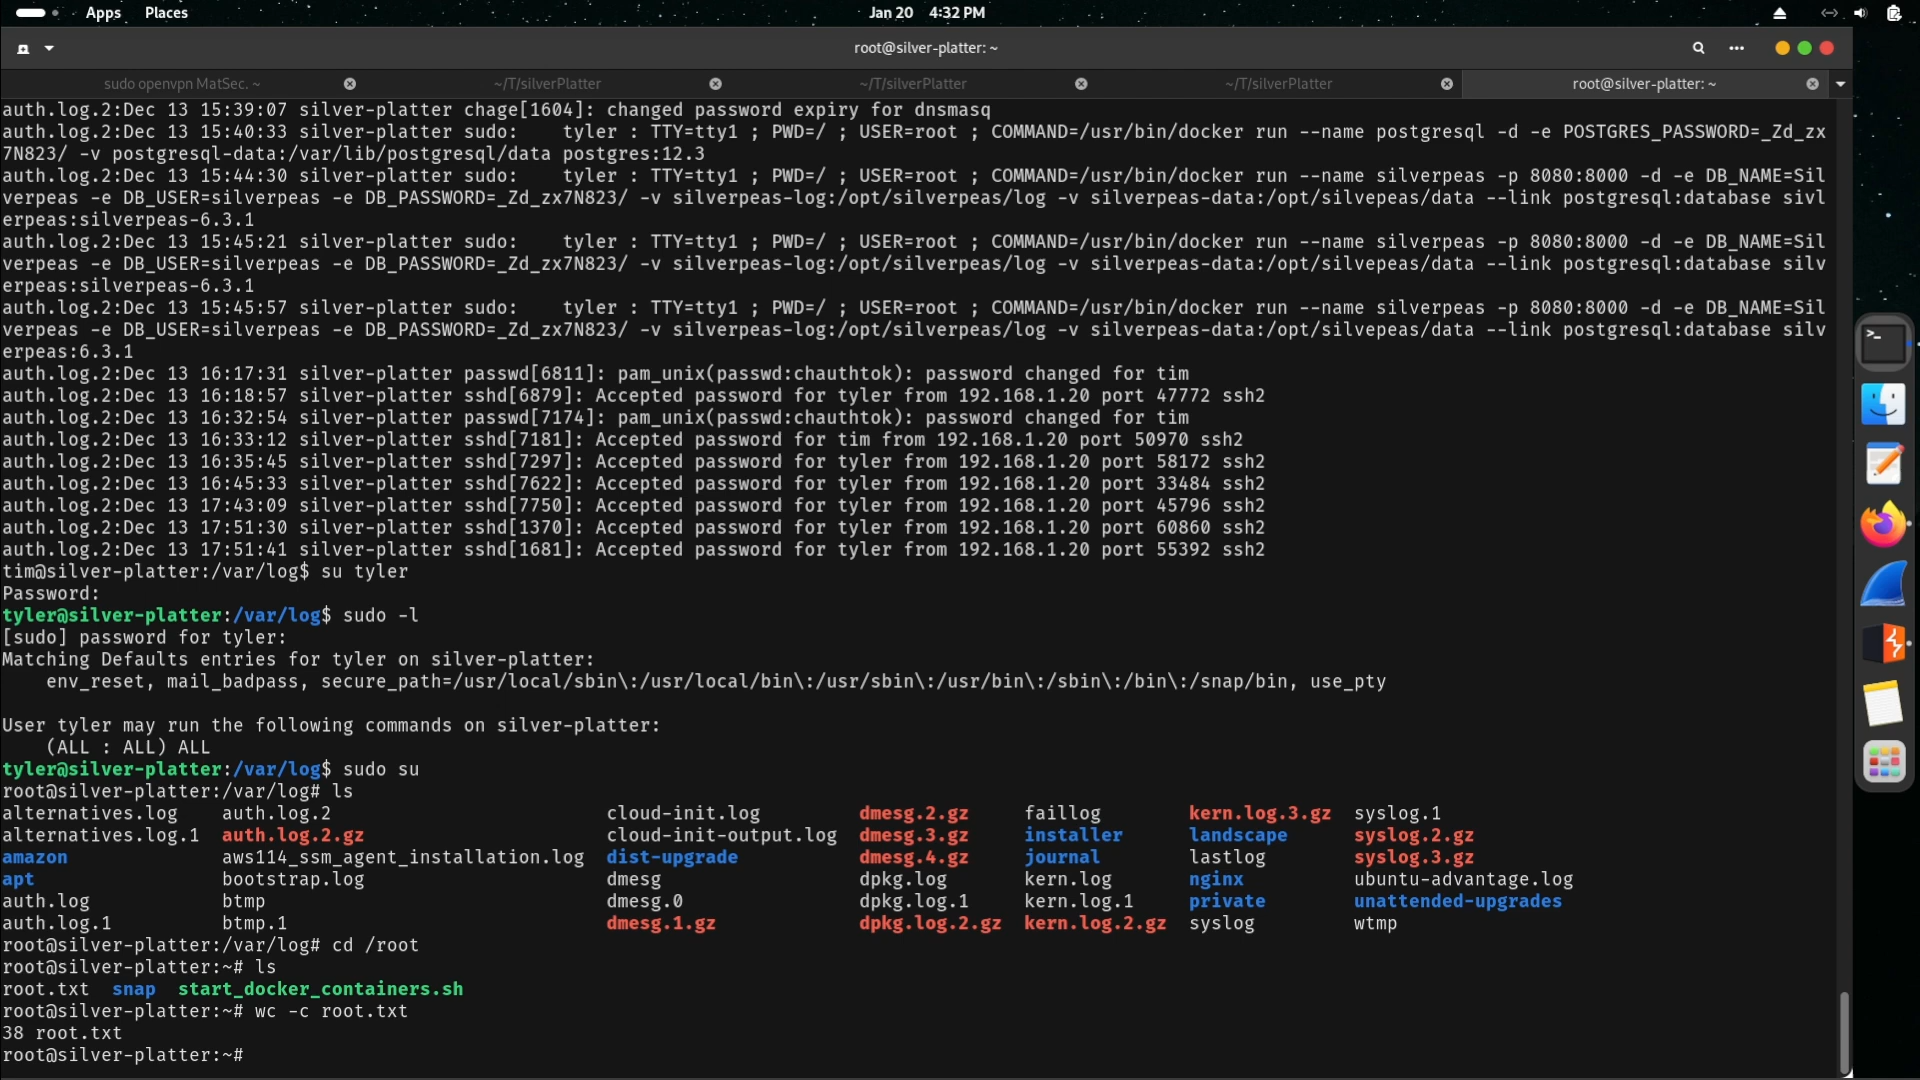 Apps Places Jan 20 4:32 PM
root@silver-platter: ~
sudo openvpn MatSec. ~ ~/T/silverPlatter ~/T/silverPlatter ~/T/silverPlatter root@silver-platter: ~
auth.log.2:Dec 13 15:39:07 silver-platter chage[1604]: changed password expiry for dnsmasq
auth.log.2:Dec 13 15:40:33 silver-platter sudo:    tyler : TTY=tty1 ; PWD=/ ; USER=root ; COMMAND=/usr/bin/docker run --name postgresql -d -e POSTGRES_PASSWORD=_Zd_zx
7N823/ -v postgresql-data:/var/lib/postgresql/data postgres:12.3
auth.log.2:Dec 13 15:44:30 silver-platter sudo:    tyler : TTY=tty1 ; PWD=/ ; USER=root ; COMMAND=/usr/bin/docker run --name silverpeas -p 8080:8000 -d -e DB_NAME=Sil
verpeas -e DB_USER=silverpeas -e DB_PASSWORD=_Zd_zx7N823/ -v silverpeas-log:/opt/silverpeas/log -v silverpeas-data:/opt/silvepeas/data --link postgresql:database sivl
erpeas:silverpeas-6.3.1
auth.log.2:Dec 13 15:45:21 silver-platter sudo:    tyler : TTY=tty1 ; PWD=/ ; USER=root ; COMMAND=/usr/bin/docker run --name silverpeas -p 8080:8000 -d -e DB_NAME=Sil
verpeas -e DB_USER=silverpeas -e DB_PASSWORD=_Zd_zx7N823/ -v silverpeas-log:/opt/silverpeas/log -v silverpeas-data:/opt/silvepeas/data --link postgresql:database silv
erpeas:silverpeas-6.3.1
auth.log.2:Dec 13 15:45:57 silver-platter sudo:    tyler : TTY=tty1 ; PWD=/ ; USER=root ; COMMAND=/usr/bin/docker run --name silverpeas -p 8080:8000 -d -e DB_NAME=Sil
verpeas -e DB_USER=silverpeas -e DB_PASSWORD=_Zd_zx7N823/ -v silverpeas-log:/opt/silverpeas/log -v silverpeas-data:/opt/silvepeas/data --link postgresql:database silv
erpeas:6.3.1
auth.log.2:Dec 13 16:17:31 silver-platter passwd[6811]: pam_unix(passwd:chauthtok): password changed for tim
auth.log.2:Dec 13 16:18:57 silver-platter sshd[6879]: Accepted password for tyler from 192.168.1.20 port 47772 ssh2
auth.log.2:Dec 13 16:32:54 silver-platter passwd[7174]: pam_unix(passwd:chauthtok): password changed for tim
auth.log.2:Dec 13 16:33:12 silver-platter sshd[7181]: Accepted password for tim from 192.168.1.20 port 50970 ssh2
auth.log.2:Dec 13 16:35:45 silver-platter sshd[7297]: Accepted password for tyler from 192.168.1.20 port 58172 ssh2
auth.log.2:Dec 13 16:45:33 silver-platter sshd[7622]: Accepted password for tyler from 192.168.1.20 port 33484 ssh2
auth.log.2:Dec 13 17:43:09 silver-platter sshd[7750]: Accepted password for tyler from 192.168.1.20 port 45796 ssh2
auth.log.2:Dec 13 17:51:30 silver-platter sshd[1370]: Accepted password for tyler from 192.168.1.20 port 60860 ssh2
auth.log.2:Dec 13 17:51:41 silver-platter sshd[1681]: Accepted password for tyler from 192.168.1.20 port 55392 ssh2
tim@silver-platter:/var/log$ su tyler
Password:
tyler@silver-platter:/var/log$ sudo -l
[sudo] password for tyler:
Matching Defaults entries for tyler on silver-platter:
    env_reset, mail_badpass, secure_path=/usr/local/sbin\:/usr/local/bin\:/usr/sbin\:/usr/bin\:/sbin\:/bin\:/snap/bin, use_pty
User tyler may run the following commands on silver-platter:
    (ALL : ALL) ALL
tyler@silver-platter:/var/log$ sudo su
root@silver-platter:/var/log# ls
alternatives.log auth.log.2 cloud-init.log dmesg.2.gz faillog kern.log.3.gz syslog.1
alternatives.log.1 auth.log.2.gz cloud-init-output.log dmesg.3.gz installer landscape syslog.2.gz
amazon aws114_ssm_agent_installation.log dist-upgrade dmesg.4.gz journal lastlog syslog.3.gz
apt bootstrap.log dmesg dpkg.log kern.log nginx ubuntu-advantage.log
auth.log btmp dmesg.0 dpkg.log.1 kern.log.1 private unattended-upgrades
auth.log.1 btmp.1 dmesg.1.gz dpkg.log.2.gz kern.log.2.gz syslog wtmp
root@silver-platter:/var/log# cd /root
root@silver-platter:~# ls
root.txt snap start_docker_containers.sh
root@silver-platter:~# wc -c root.txt
38 root.txt
root@silver-platter:~#